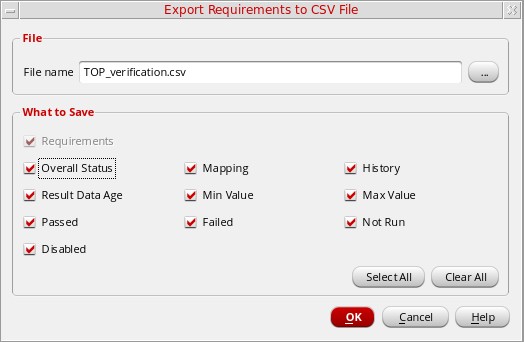 Export Requirements to CSV File
File
File name TOP_verification.csv ...
What to Save
Requirements
Overall Status Mapping History
Result Data Age Min Value Max Value
Passed Failed Not Run
Disabled
Select All Clear All
OK Cancel Help